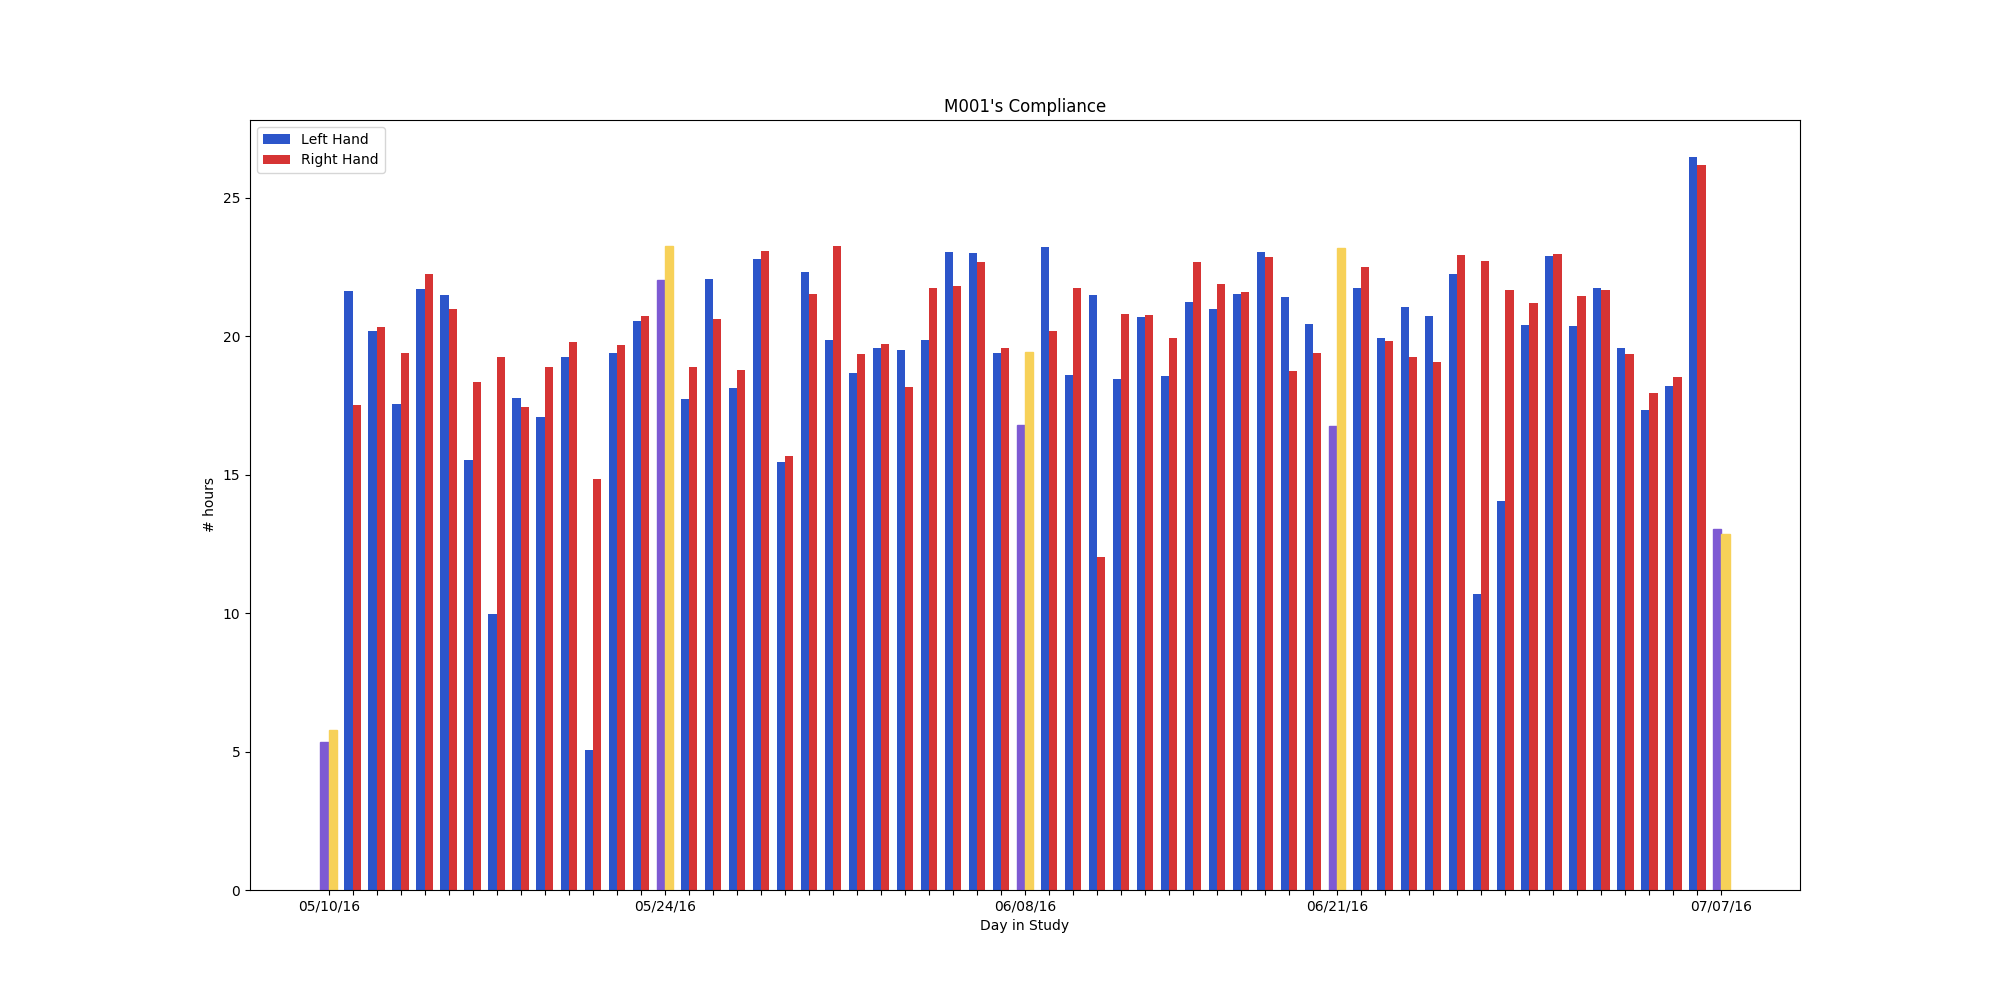 M001's Compliance
Left Hand
Right Hand
25
20
15
10
5
0
# hours
05/10/16 05/24/16 06/08/16 06/21/16 07/07/16
Day in Study